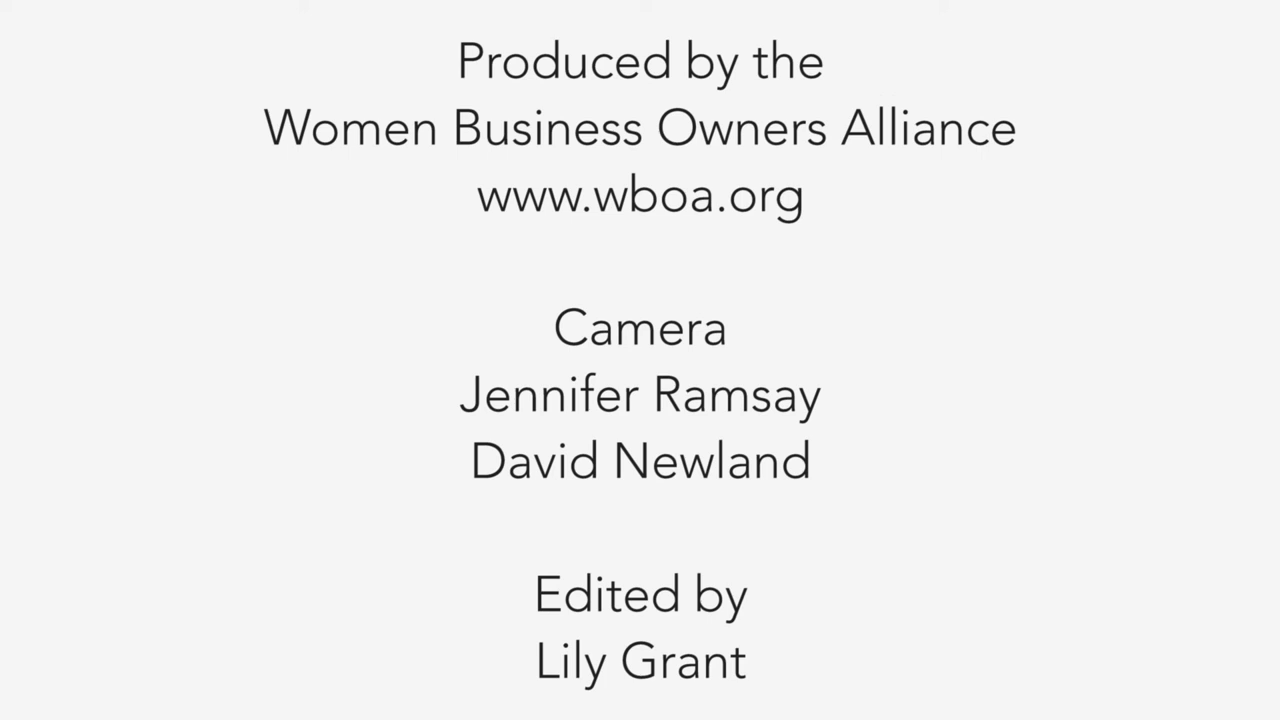 Produced by the
Women Business Owners Alliance
www.wboa.org
Camera
Jennifer Ramsay
David Newland
Edited by
Lily Grant